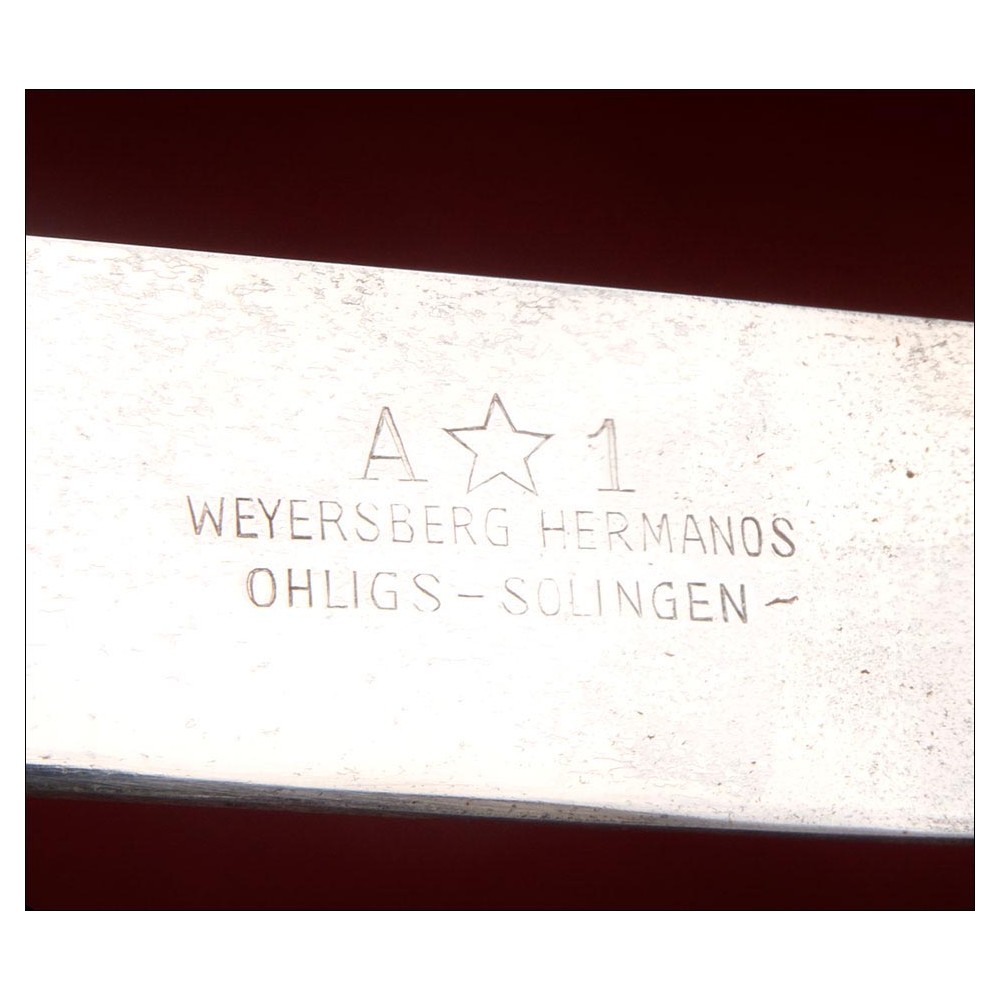 A ☆ 1
WEYERSBERG HERMANOS
OHLIGS - SOLINGEN ~